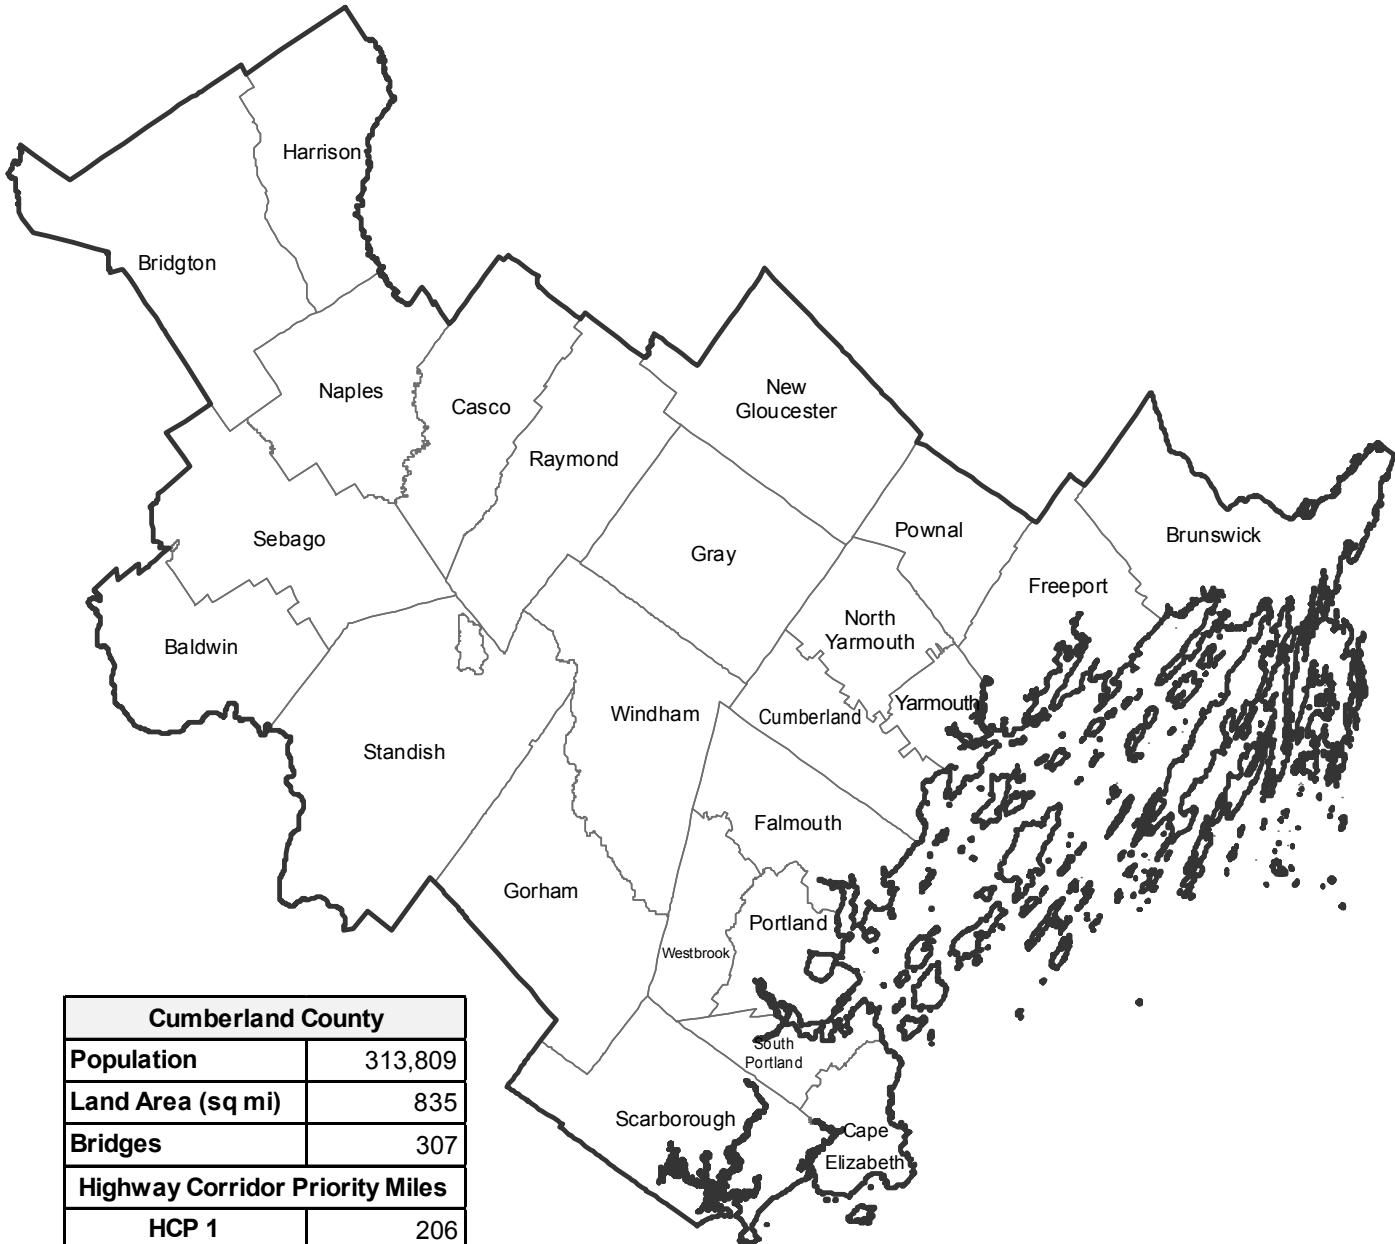 Harrison
Bridgton
Naples
Casco
New
Gloucester
Raymond
Sebago
Gray
Pownal
Brunswick
Freeport
Baldwin
North
Yarmouth
Yarmouth
Windham
Cumberland
Standish
Falmouth
Gorham
Portland
Westbrook
South
Portland
Scarborough
Cape
Elizabeth
Cumberland County
Population 313,809
Land Area (sq mi) 835
Bridges 307
Highway Corridor Priority Miles
HCP 1 206